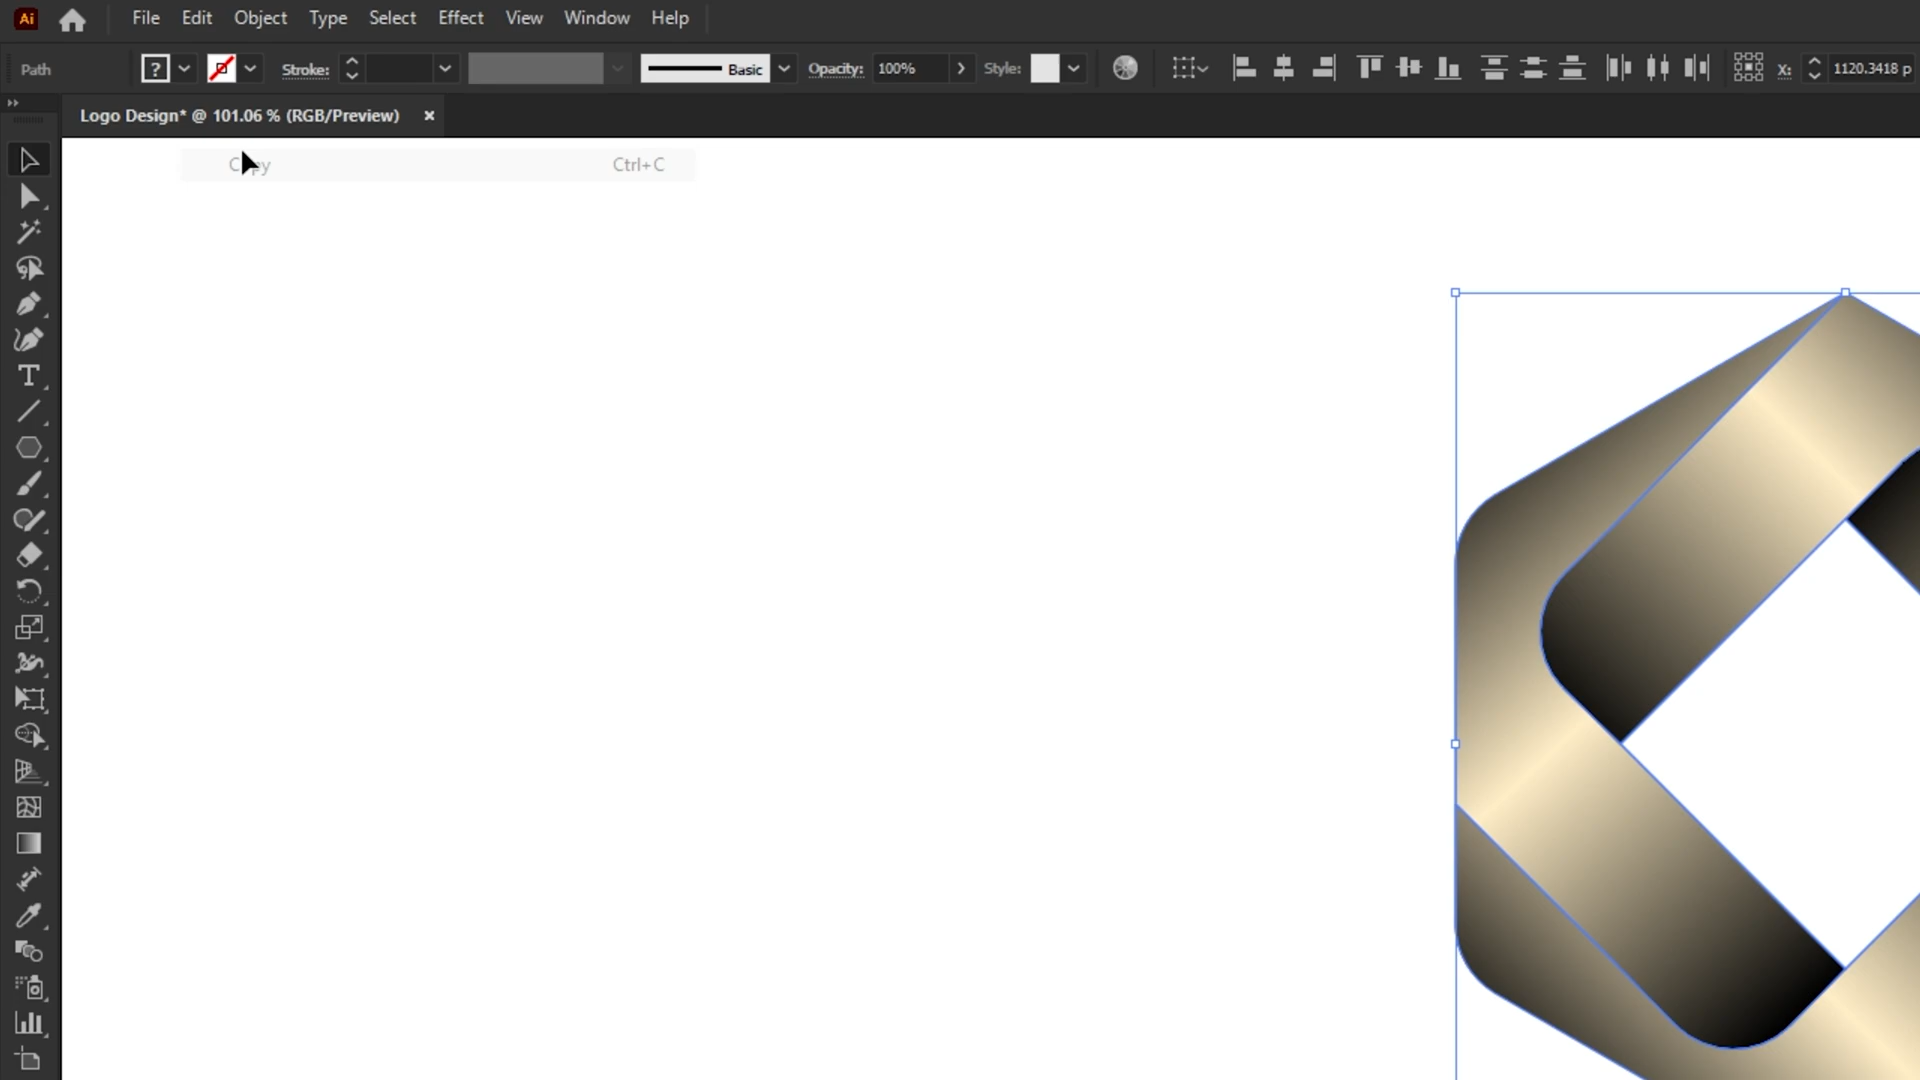 Ai File Edit Object Type Select Effect View Window Help
Path ? Stroke: Basic Opacity: 100% Style: X: 1120.3418 p
Logo Design* @ 101.06 % (RGB/Preview) ×
Copy Ctrl+C